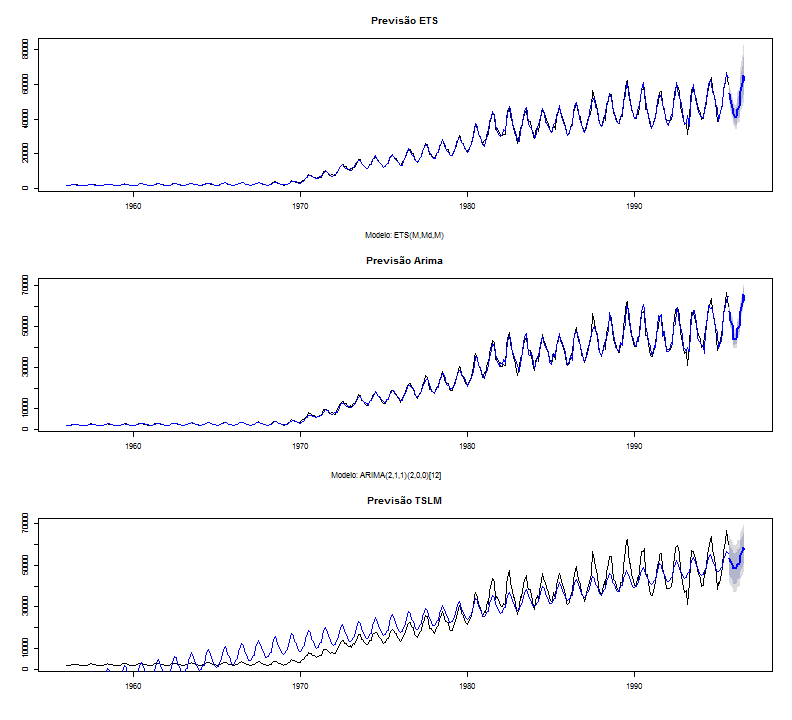 Previsão ETS
80000
60000
40000
20000
0
1960 1970 1980 1990
Modelo: ETS(M,Md,M)
Previsão Arima
70000
50000
30000
10000
0
1960 1970 1980 1990
Modelo: ARIMA(2,1,1)(2,0,0)[12]
Previsão TSLM
70000
50000
30000
10000
0
1960 1970 1980 1990